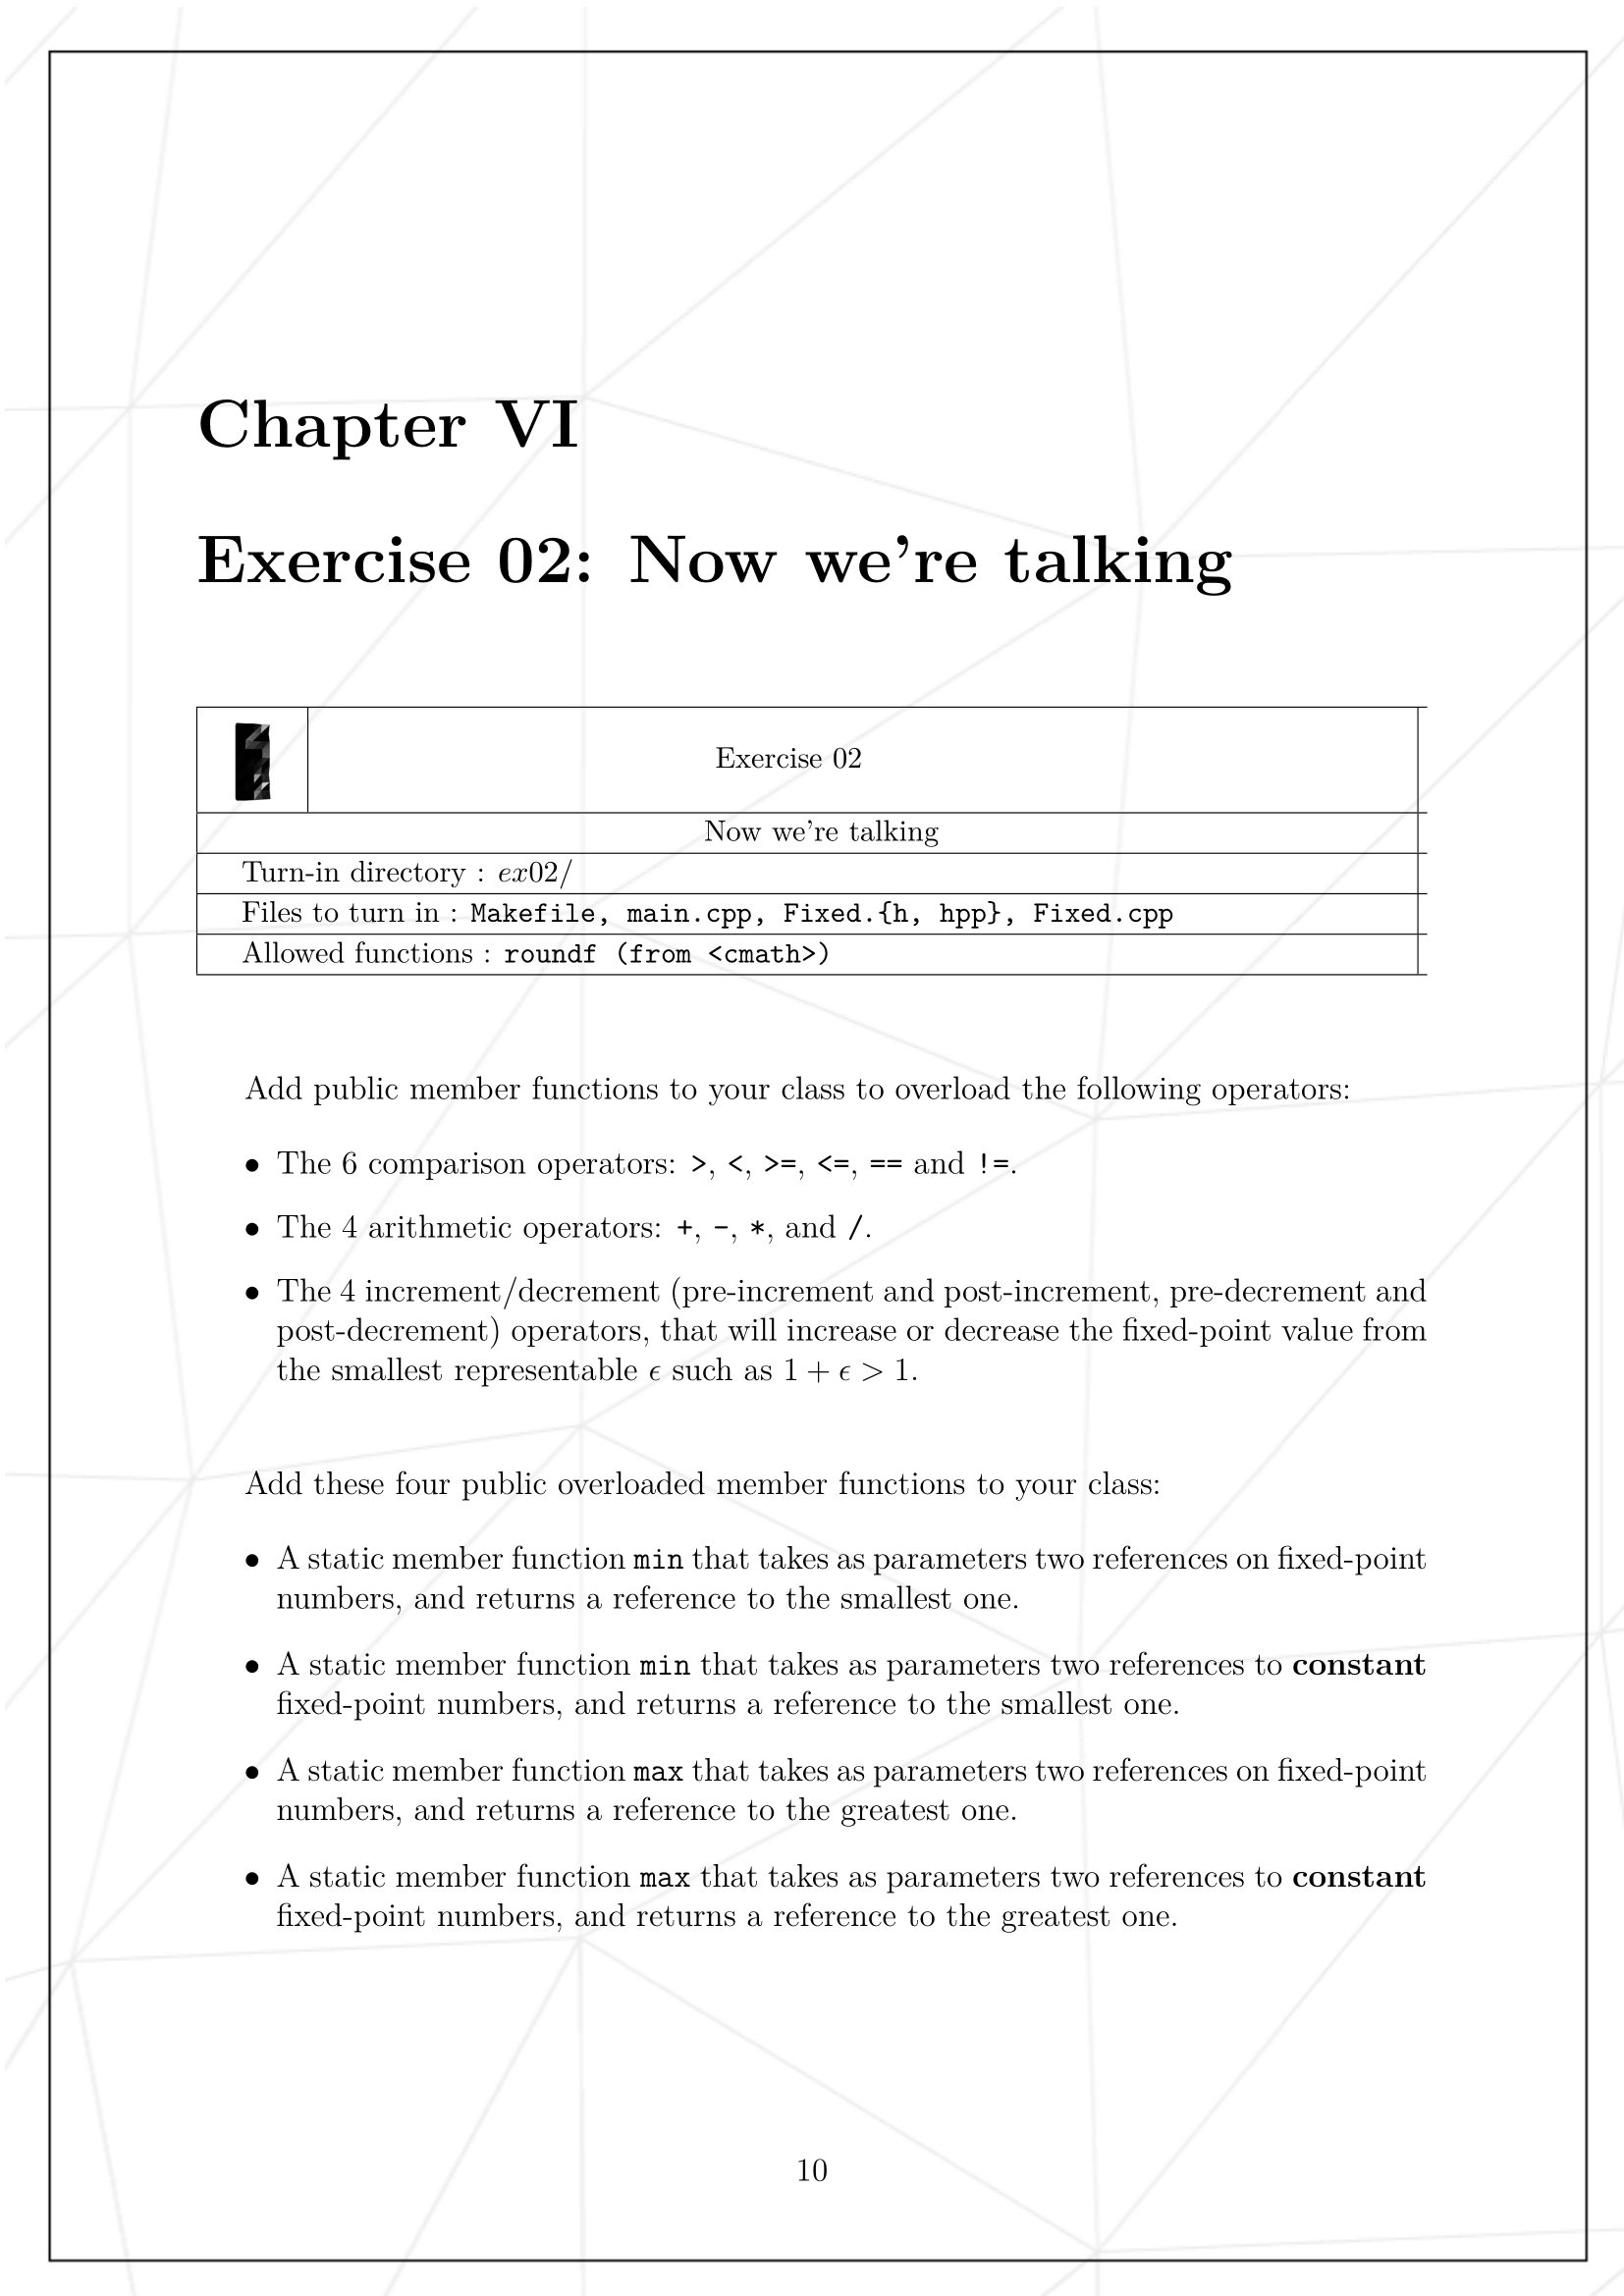 Chapter VI
Exercise 02: Now we're talking
Exercise 02
Now we're talking
Turn-in directory : ex02/
Files to turn in : Makefile, main.cpp, Fixed.{h, hpp}, Fixed.cpp
Allowed functions : roundf (from <cmath>)
Add public member functions to your class to overload the following operators:
• The 6 comparison operators: >, <, >=, <=, == and !=.
• The 4 arithmetic operators: +, -, *, and /.
• The 4 increment/decrement (pre-increment and post-increment, pre-decrement and
post-decrement) operators, that will increase or decrease the fixed-point value from
the smallest representable ϵ such as 1 + ϵ > 1.
Add these four public overloaded member functions to your class:
• A static member function min that takes as parameters two references on fixed-point
numbers, and returns a reference to the smallest one.
• A static member function min that takes as parameters two references to constant
fixed-point numbers, and returns a reference to the smallest one.
• A static member function max that takes as parameters two references on fixed-point
numbers, and returns a reference to the greatest one.
• A static member function max that takes as parameters two references to constant
fixed-point numbers, and returns a reference to the greatest one.
10